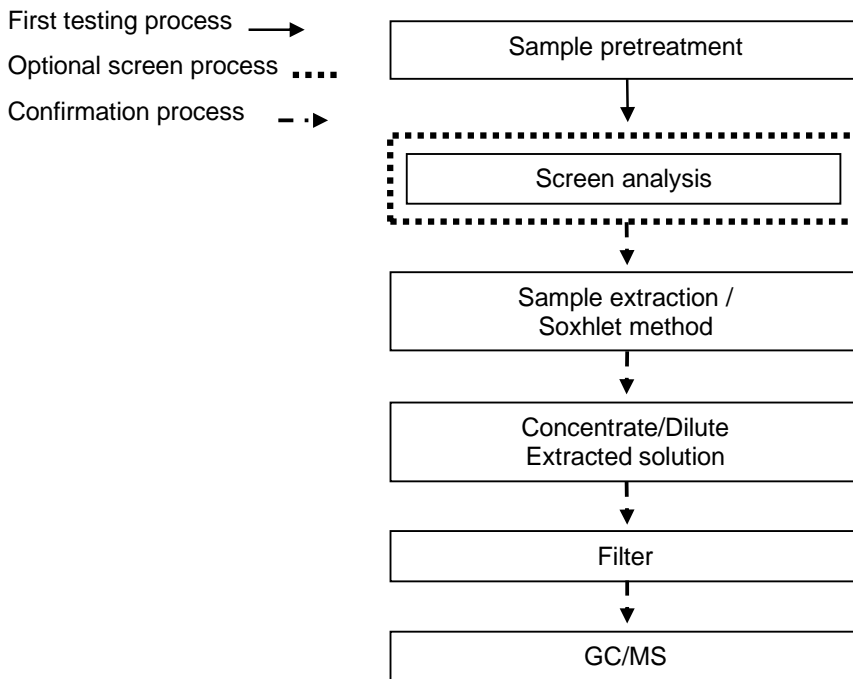 First testing process
Optional screen process
Confirmation process
Sample pretreatment
Screen analysis
Sample extraction /
Soxhlet method
Concentrate/Dilute
Extracted solution
Filter
GC/MS